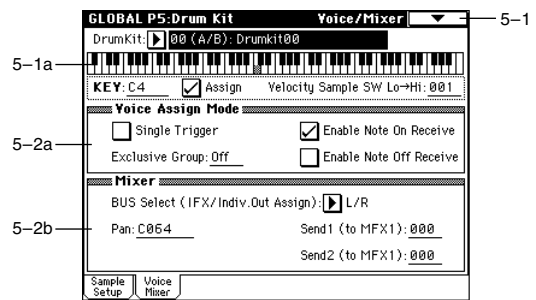 GLOBAL P5:Drum Kit Voice/Mixer 5-1
DrumKit: 00 (A/B): Drumkit00
5-1a
KEY: C4 Assign Velocity Sample SW Lo→Hi: 001
Voice Assign Mode
Single Trigger Enable Note On Receive
5-2a
Exclusive Group: Off Enable Note Off Receive
Mixer
BUS Select (IFX/Indiv.Out Assign): L/R
5-2b
Pan: C064 Send1 (to MFX1): 000
Send2 (to MFX1): 000
Sample Setup Voice Mixer